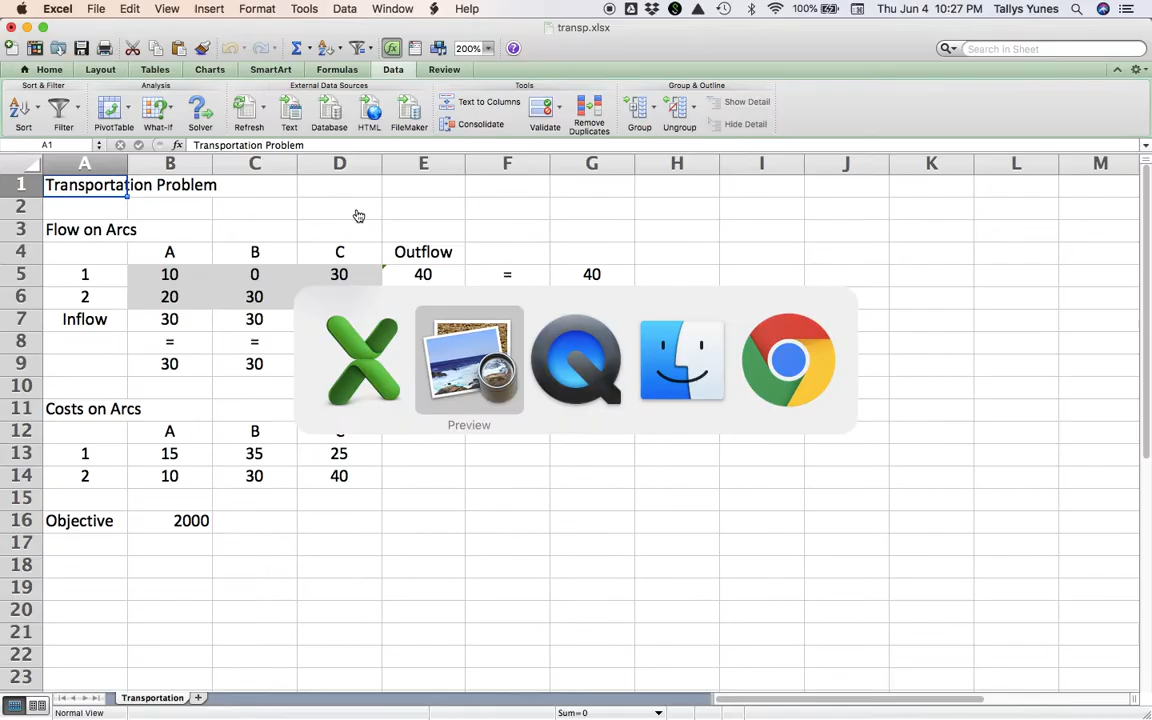 Excel File Edit View Insert Format Tools Data Window Help 100% Thu Jun 4 10:27 PM Tallys Yunes
transp.xlsx
200% Search in Sheet
Home Layout Tables Charts SmartArt Formulas Data Review
Sort & Filter Analysis External Data Sources Tools Group & Outline
Text to Columns Show Detail
Consolidate Hide Detail
Sort Filter PivotTable What-If Solver Refresh Text Database HTML FileMaker Validate Remove Duplicates Group Ungroup
A1 fx Transportation Problem
A B C D E F G H I J K L M
1 Transportation Problem
2
3 Flow on Arcs
4 A B C Outflow
5 1 10 0 30 40 = 40
6 2 20 30
7 Inflow 30 30
8 = =
9 30 30
10
11 Costs on Arcs
12 A B C
13 1 15 35 25
14 2 10 30 40
15
16 Objective 2000
17
18
19
20
21
22
23
Preview
Transportation
Normal View Sum=0